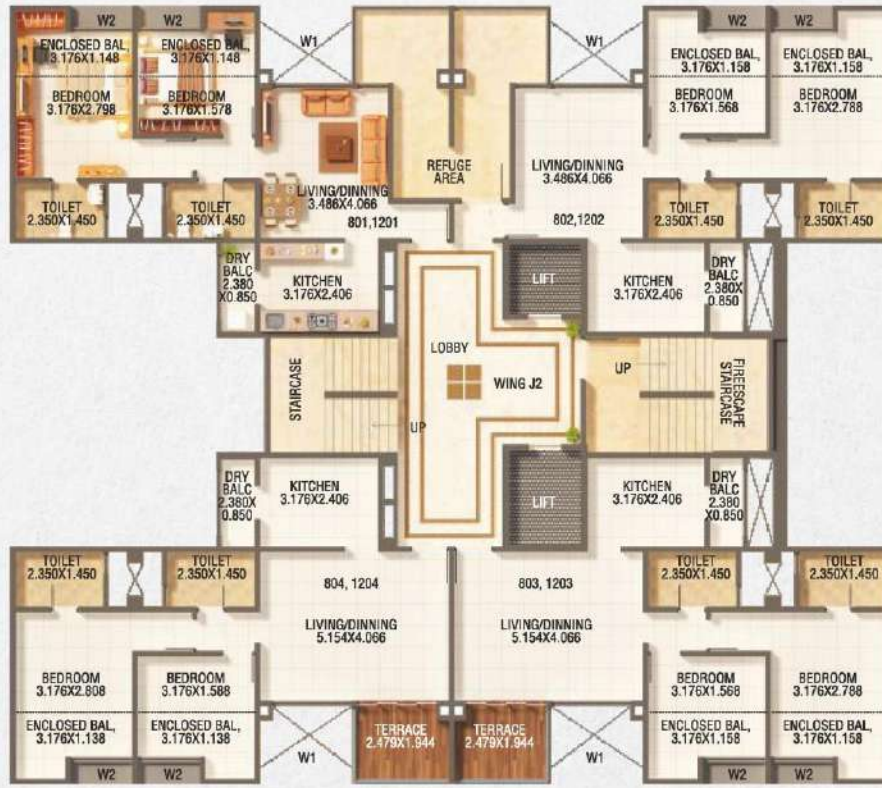 W2
W2
W2
W2
ENCLOSED BAL,
3.176X1.148
ENCLOSED BAL,
3.176X1.148
W1
W1
ENCLOSED BAL,
3.176X1.158
ENCLOSED BAL,
3.176X1.158
BEDROOM
3.176X2.798
BEDROOM
3.176X1.578
BEDROOM
3.176X1.568
BEDROOM
3.176X2.788
REFUGE
AREA
LIVING/DINNING
3.486X4.066
801,1201
LIVING/DINNING
3.486X4.066
802,1202
TOILET
2.350X1.450
TOILET
2.350X1.450
TOILET
2.350X1.450
TOILET
2.350X1.450
DRY
BALC
2.380
X0.850
KITCHEN
3.176X2.406
LIFT
KITCHEN
3.176X2.406
DRY
BALC
2.380
X0.850
STAIRCASE
UP
LOBBY
WING J2
UP
FIREESCAPE
STAIRCASE
DRY
BALC
2.380X
0.850
KITCHEN
3.176X2.406
LIFT
KITCHEN
3.176X2.406
DRY
BALC
2.380
X0.850
TOILET
2.350X1.450
TOILET
2.350X1.450
804, 1204
803, 1203
TOILET
2.350X1.450
TOILET
2.350X1.450
LIVING/DINNING
5.154X4.066
LIVING/DINNING
5.154X4.066
BEDROOM
3.176X2.808
BEDROOM
3.176X1.588
BEDROOM
3.176X1.568
BEDROOM
3.176X2.788
ENCLOSED BAL,
3.176X1.138
ENCLOSED BAL,
3.176X1.138
W1
TERRACE
2.479X1.944
TERRACE
2.479X1.944
W1
ENCLOSED BAL,
3.176X1.158
ENCLOSED BAL,
3.176X1.158
W2
W2
W2
W2